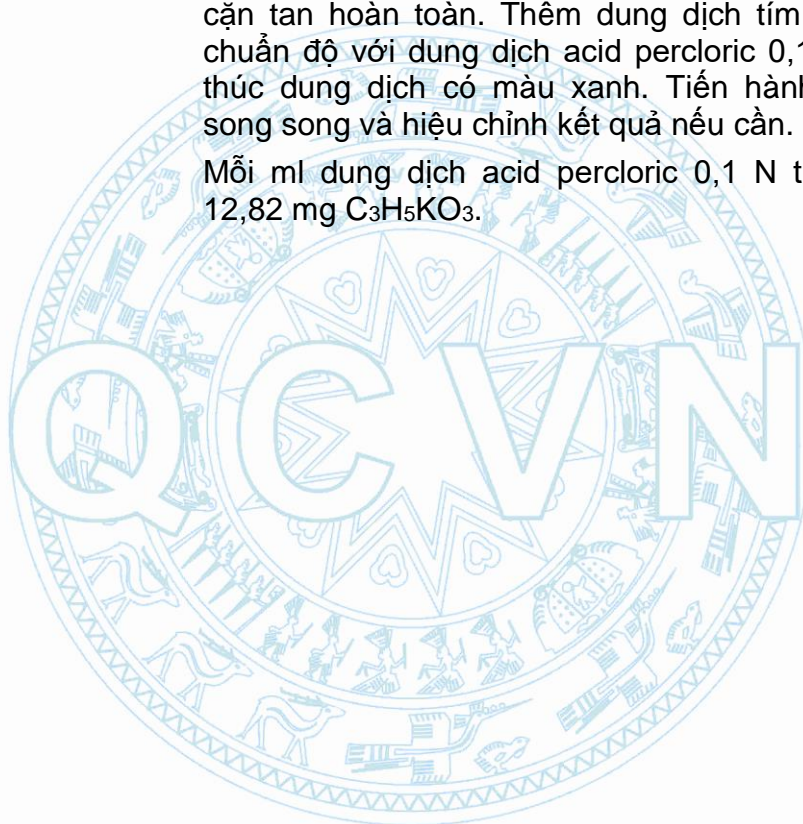 cặn tan hoàn toàn. Thêm dung dịch tím
chuẩn độ với dung dịch acid percloric 0,1
thúc dung dịch có màu xanh. Tiến hành
song song và hiệu chỉnh kết quả nếu cần.
Mỗi ml dung dịch acid percloric 0,1 N t
12,82 mg C₃H₅KO₃.
QCVN